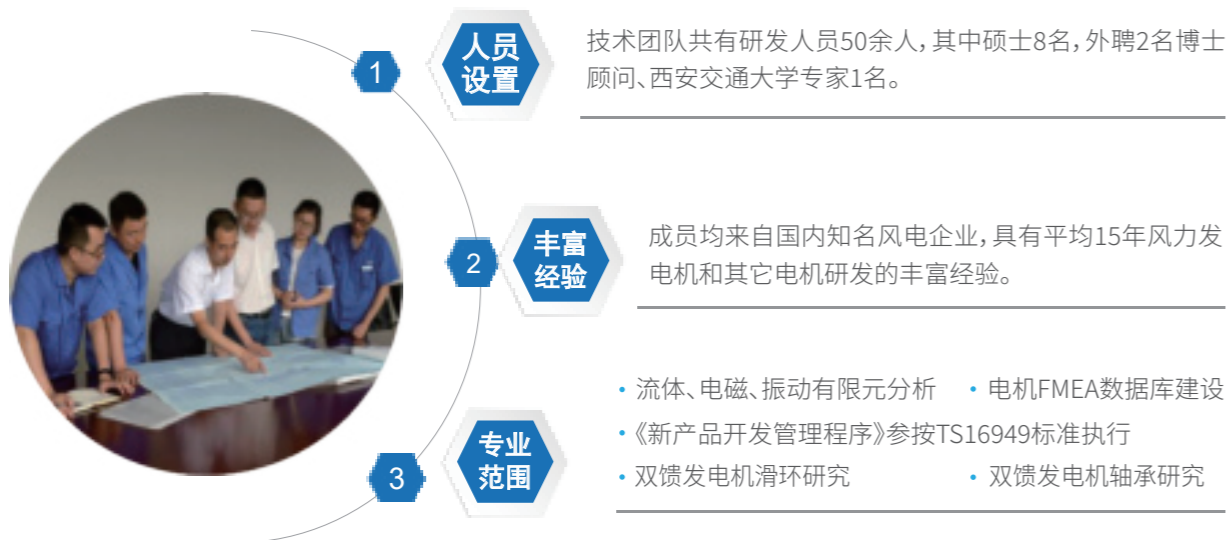 1
人员
设置
技术团队共有研发人员50余人，其中硕士8名，外聘2名博士
顾问、西安交通大学专家1名。
2
丰富
经验
成员均来自国内知名风电企业，具有平均15年风力发
电机和其它电机研发的丰富经验。
3
专业
范围
• 流体、电磁、振动有限元分析 • 电机FMEA数据库建设
• 《新产品开发管理程序》参按TS16949标准执行
• 双馈发电机滑环研究 • 双馈发电机轴承研究